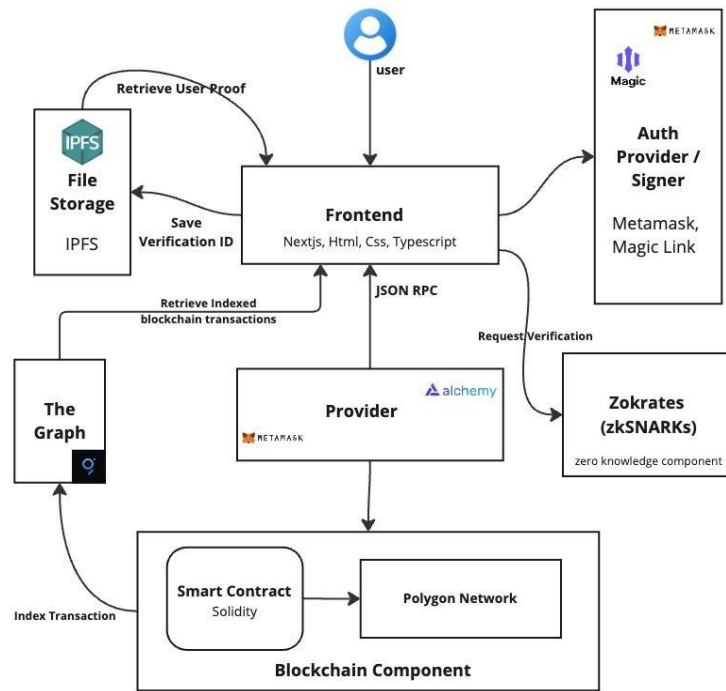 user
METAMASK
Magic
Auth
Provider /
Signer
Metamask,
Magic Link
Retrieve User Proof
IPFS
File
Storage
IPFS
Save
Verification ID
Frontend
Nextjs, Html, Css, Typescript
JSON RPC
Retrieve Indexed
blockchain transactions
Request Verification
The
Graph
alchemy
Provider
METAMASK
Zokrates
(zkSNARKs)
zero knowledge component
Index Transaction
Smart Contract
Solidity
Polygon Network
Blockchain Component